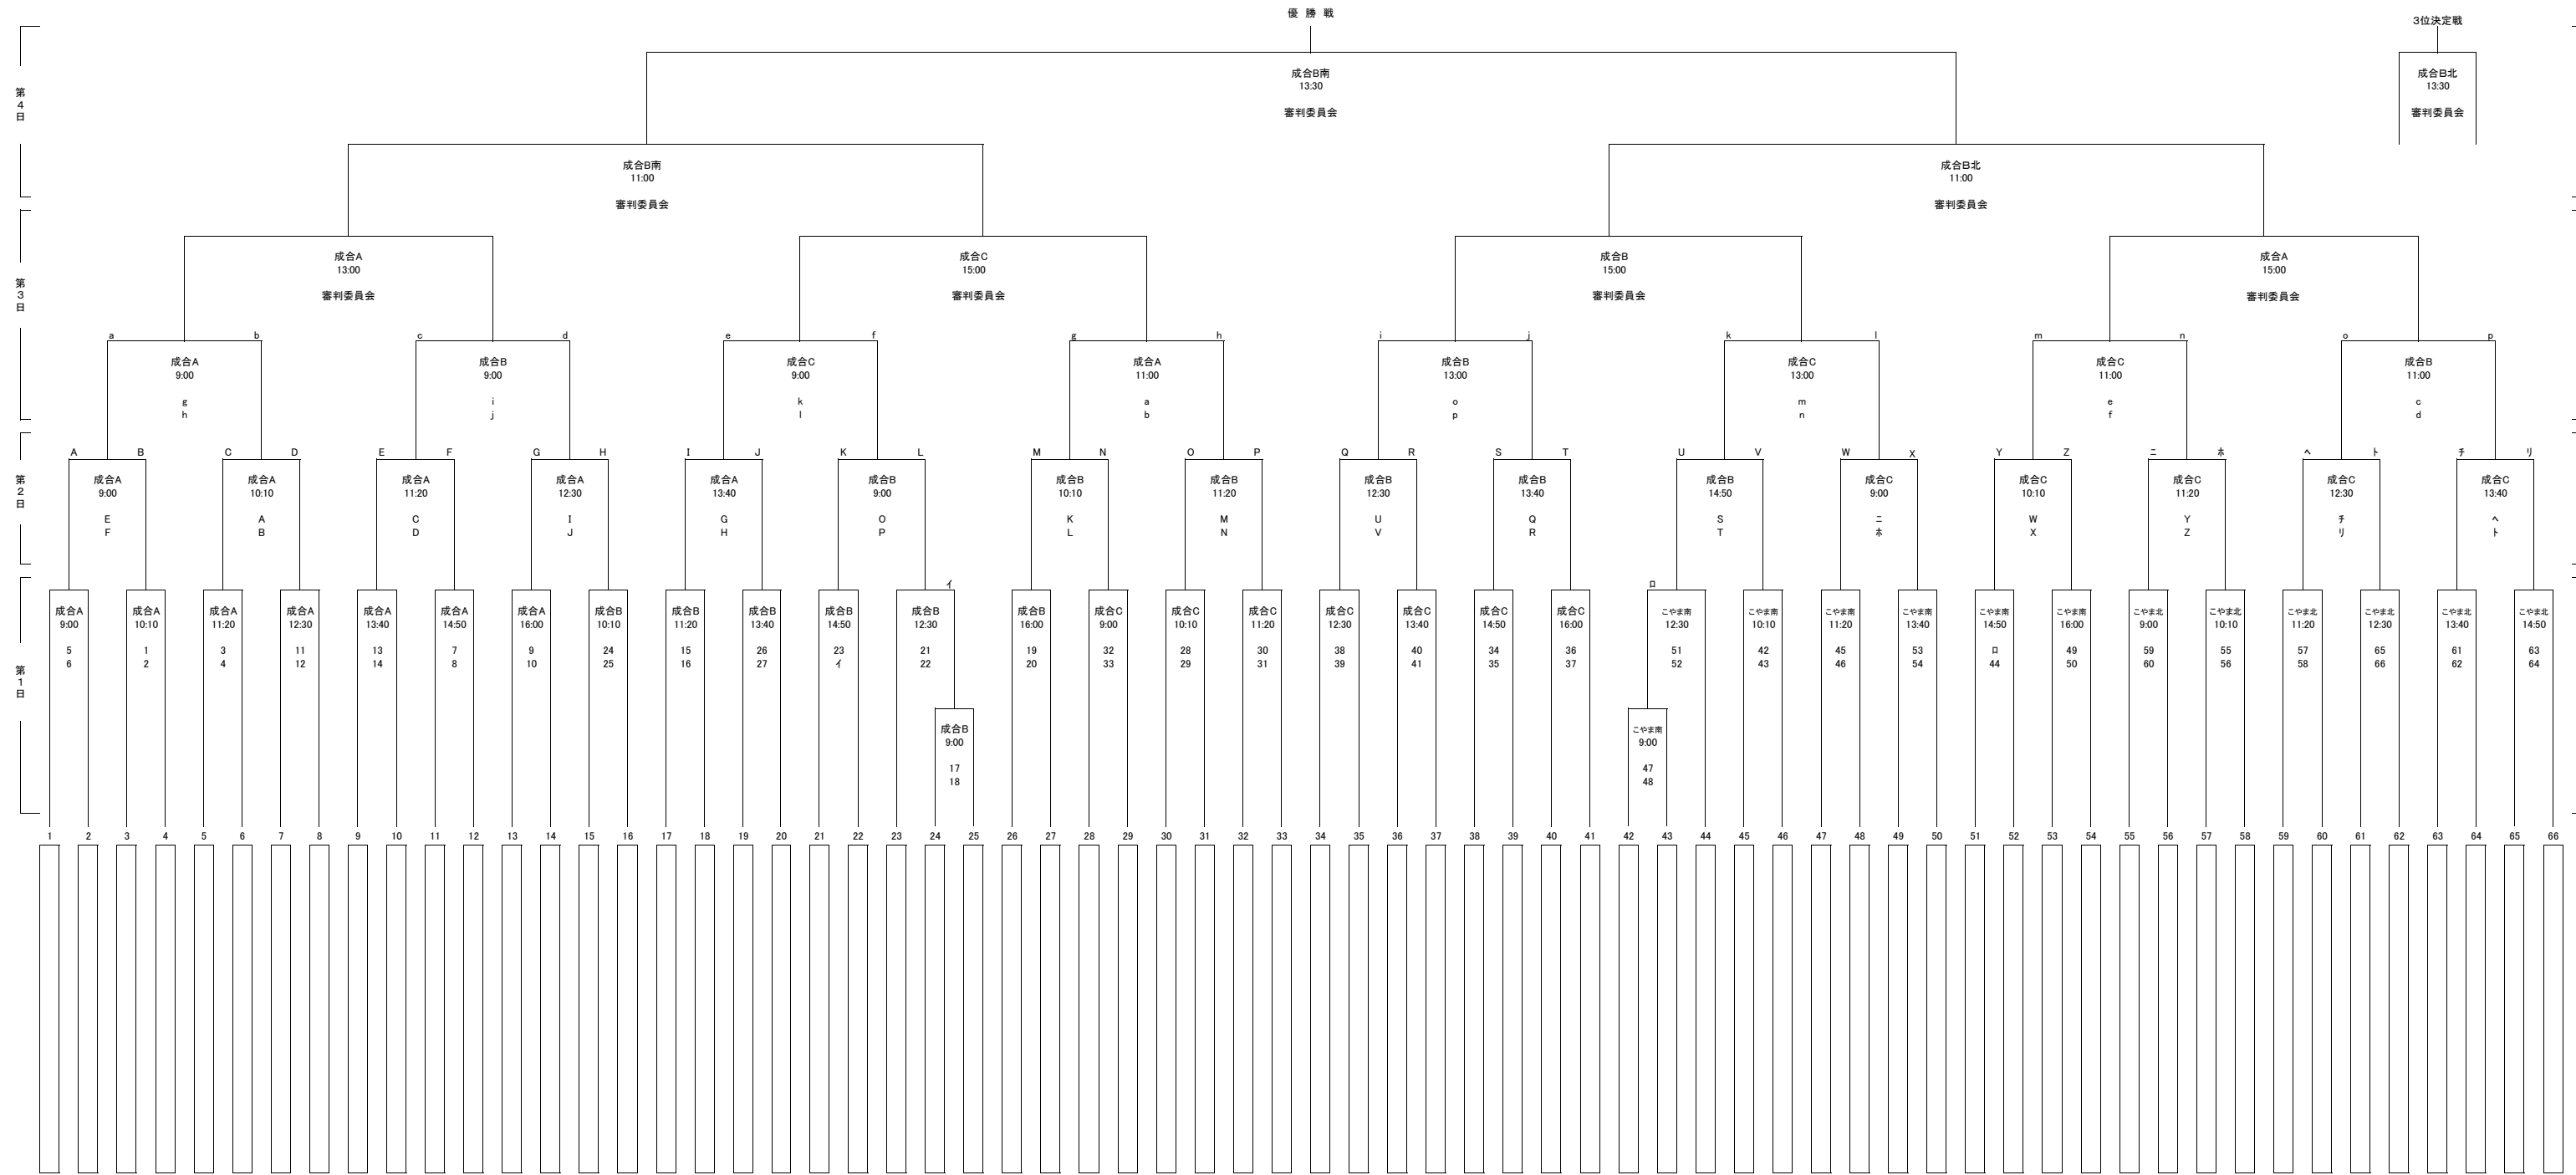 優 勝 戦
3位決定戦
成合B南
13:30
審判委員会
成合B北
13:30
審判委員会
第4日
成合B南
11:00
審判委員会
成合B北
11:00
審判委員会
第3日
成合A 成合C 成合B 成合A
13:00 15:00 15:00 15:00
審判委員会 審判委員会 審判委員会 審判委員会
a b c d e f g h i j k l m n o p
成合A 成合B 成合C 成合A 成合B 成合C 成合C 成合B
9:00 9:00 9:00 11:00 13:00 13:00 11:00 11:00
g i k a o m e c
h j l b p n f d
第2日
A B C D E F G H I J K L M N O P Q R S T U V W X Y Z ニ ホ ヘ ト チ リ
成合A 成合A 成合A 成合A 成合A 成合B 成合B 成合B 成合B 成合B 成合B 成合C 成合C 成合C 成合C 成合C
9:00 10:10 11:20 12:30 13:40 9:00 10:10 11:20 12:30 13:40 14:50 9:00 10:10 11:20 12:30 13:40
E A C I G O K M U Q S ニ W Y チ ヘ
F B D J H P L N V R T ホ X Z リ ト
第1日
イ ロ
成合A 成合A 成合A 成合A 成合A 成合A 成合A 成合B 成合B 成合B 成合B 成合B 成合B 成合C 成合C 成合C 成合C 成合C 成合C 成合C こやま南 こやま南 こやま南 こやま南 こやま南 こやま南 こやま北 こやま北 こやま北 こやま北 こやま北 こやま北
9:00 10:10 11:20 12:30 13:40 14:50 16:00 10:10 11:20 13:40 14:50 12:30 16:00 9:00 10:10 11:20 12:30 13:40 14:50 16:00 12:30 10:10 11:20 13:40 14:50 16:00 9:00 10:10 11:20 12:30 13:40 14:50
5 1 3 11 13 7 9 24 15 26 23 21 19 32 28 30 38 40 34 36 51 42 45 53 ロ 49 59 55 57 65 61 63
6 2 4 12 14 8 10 25 16 27 イ 22 20 33 29 31 39 41 35 37 52 43 46 54 44 50 60 56 58 66 62 64
成合B こやま南
9:00 9:00
17 47
18 48
1 2 3 4 5 6 7 8 9 10 11 12 13 14 15 16 17 18 19 20 21 22 23 24 25 26 27 28 29 30 31 32 33 34 35 36 37 38 39 40 41 42 43 44 45 46 47 48 49 50 51 52 53 54 55 56 57 58 59 60 61 62 63 64 65 66